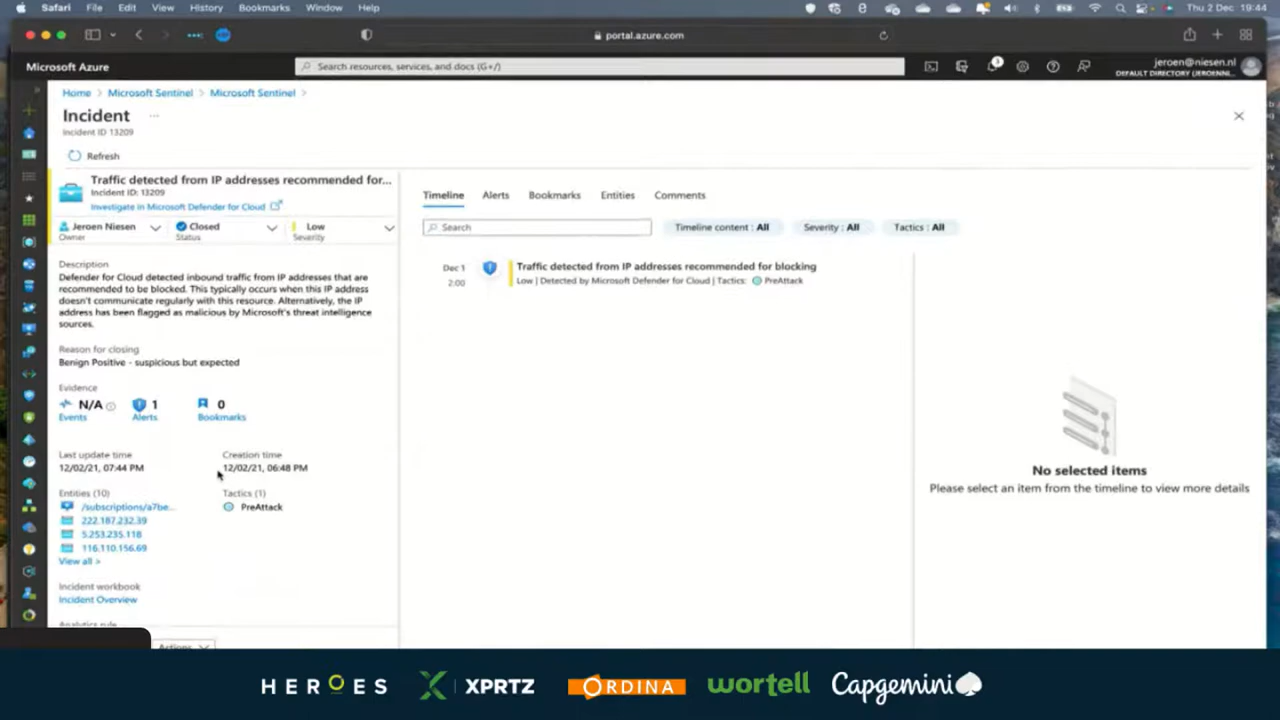 Safari File Edit View History Bookmarks Window Help
Thu 2 Dec 19:44
portal.azure.com
Microsoft Azure
Search resources, services, and docs (G+/)
jeroen@niesen.nl
DEFAULT DIRECTORY (JEROENNI...
Home > Microsoft Sentinel > Microsoft Sentinel >
Incident ...
Incident ID 13209
Refresh
Traffic detected from IP addresses recommended for...
Incident ID: 13209
Investigate in Microsoft Defender for Cloud
Jeroen Niesen Closed Low
Owner Status Severity
Description
Defender for Cloud detected inbound traffic from IP addresses that are
recommended to be blocked. This typically occurs when this IP address
doesn't communicate regularly with this resource. Alternatively, the IP
address has been flagged as malicious by Microsoft's threat intelligence
sources.
Reason for closing
Benign Positive - suspicious but expected
Evidence
N/A 1 0
Events Alerts Bookmarks
Last update time Creation time
12/02/21, 07:44 PM 12/02/21, 06:48 PM
Entities (10) Tactics (1)
/subscriptions/a7be... PreAttack
222.187.232.39
5.253.235.118
116.110.156.69
View all >
Incident workbook
Incident Overview
Analytics rule
Actions
Timeline Alerts Bookmarks Entities Comments
Search
Timeline content : All Severity : All Tactics : All
Dec 1 Traffic detected from IP addresses recommended for blocking
2:00 Low | Detected by Microsoft Defender for Cloud | Tactics: PreAttack
No selected items
Please select an item from the timeline to view more details
HEROES XPRTZ ORDINA wortell Capgemini